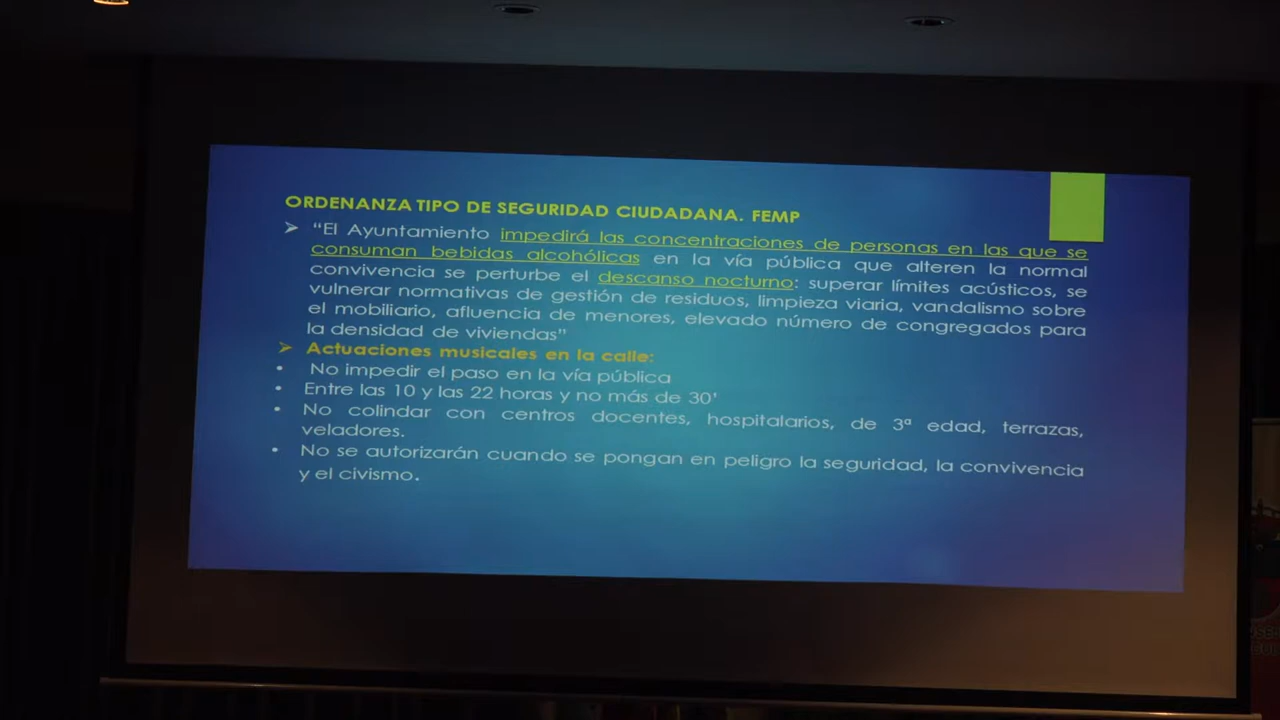 ORDENANZA TIPO DE SEGURIDAD CIUDADANA. FEMP
➢ “El Ayuntamiento impedirá las concentraciones de personas en las que se
consuman bebidas alcohólicas en la vía pública que alteren la normal
convivencia se perturbe el descanso nocturno: superar límites acústicos, se
vulnerar normativas de gestión de residuos, limpieza viaria, vandalismo sobre
el mobiliario, afluencia de menores, elevado número de congregados para
la densidad de viviendas”
➢ Actuaciones musicales en la calle:
• No impedir el paso en la vía pública
• Entre las 10 y las 22 horas y no más de 30’
• No colindar con centros docentes, hospitalarios, de 3ª edad, terrazas,
veladores.
• No se autorizarán cuando se pongan en peligro la seguridad, la convivencia
y el civismo.